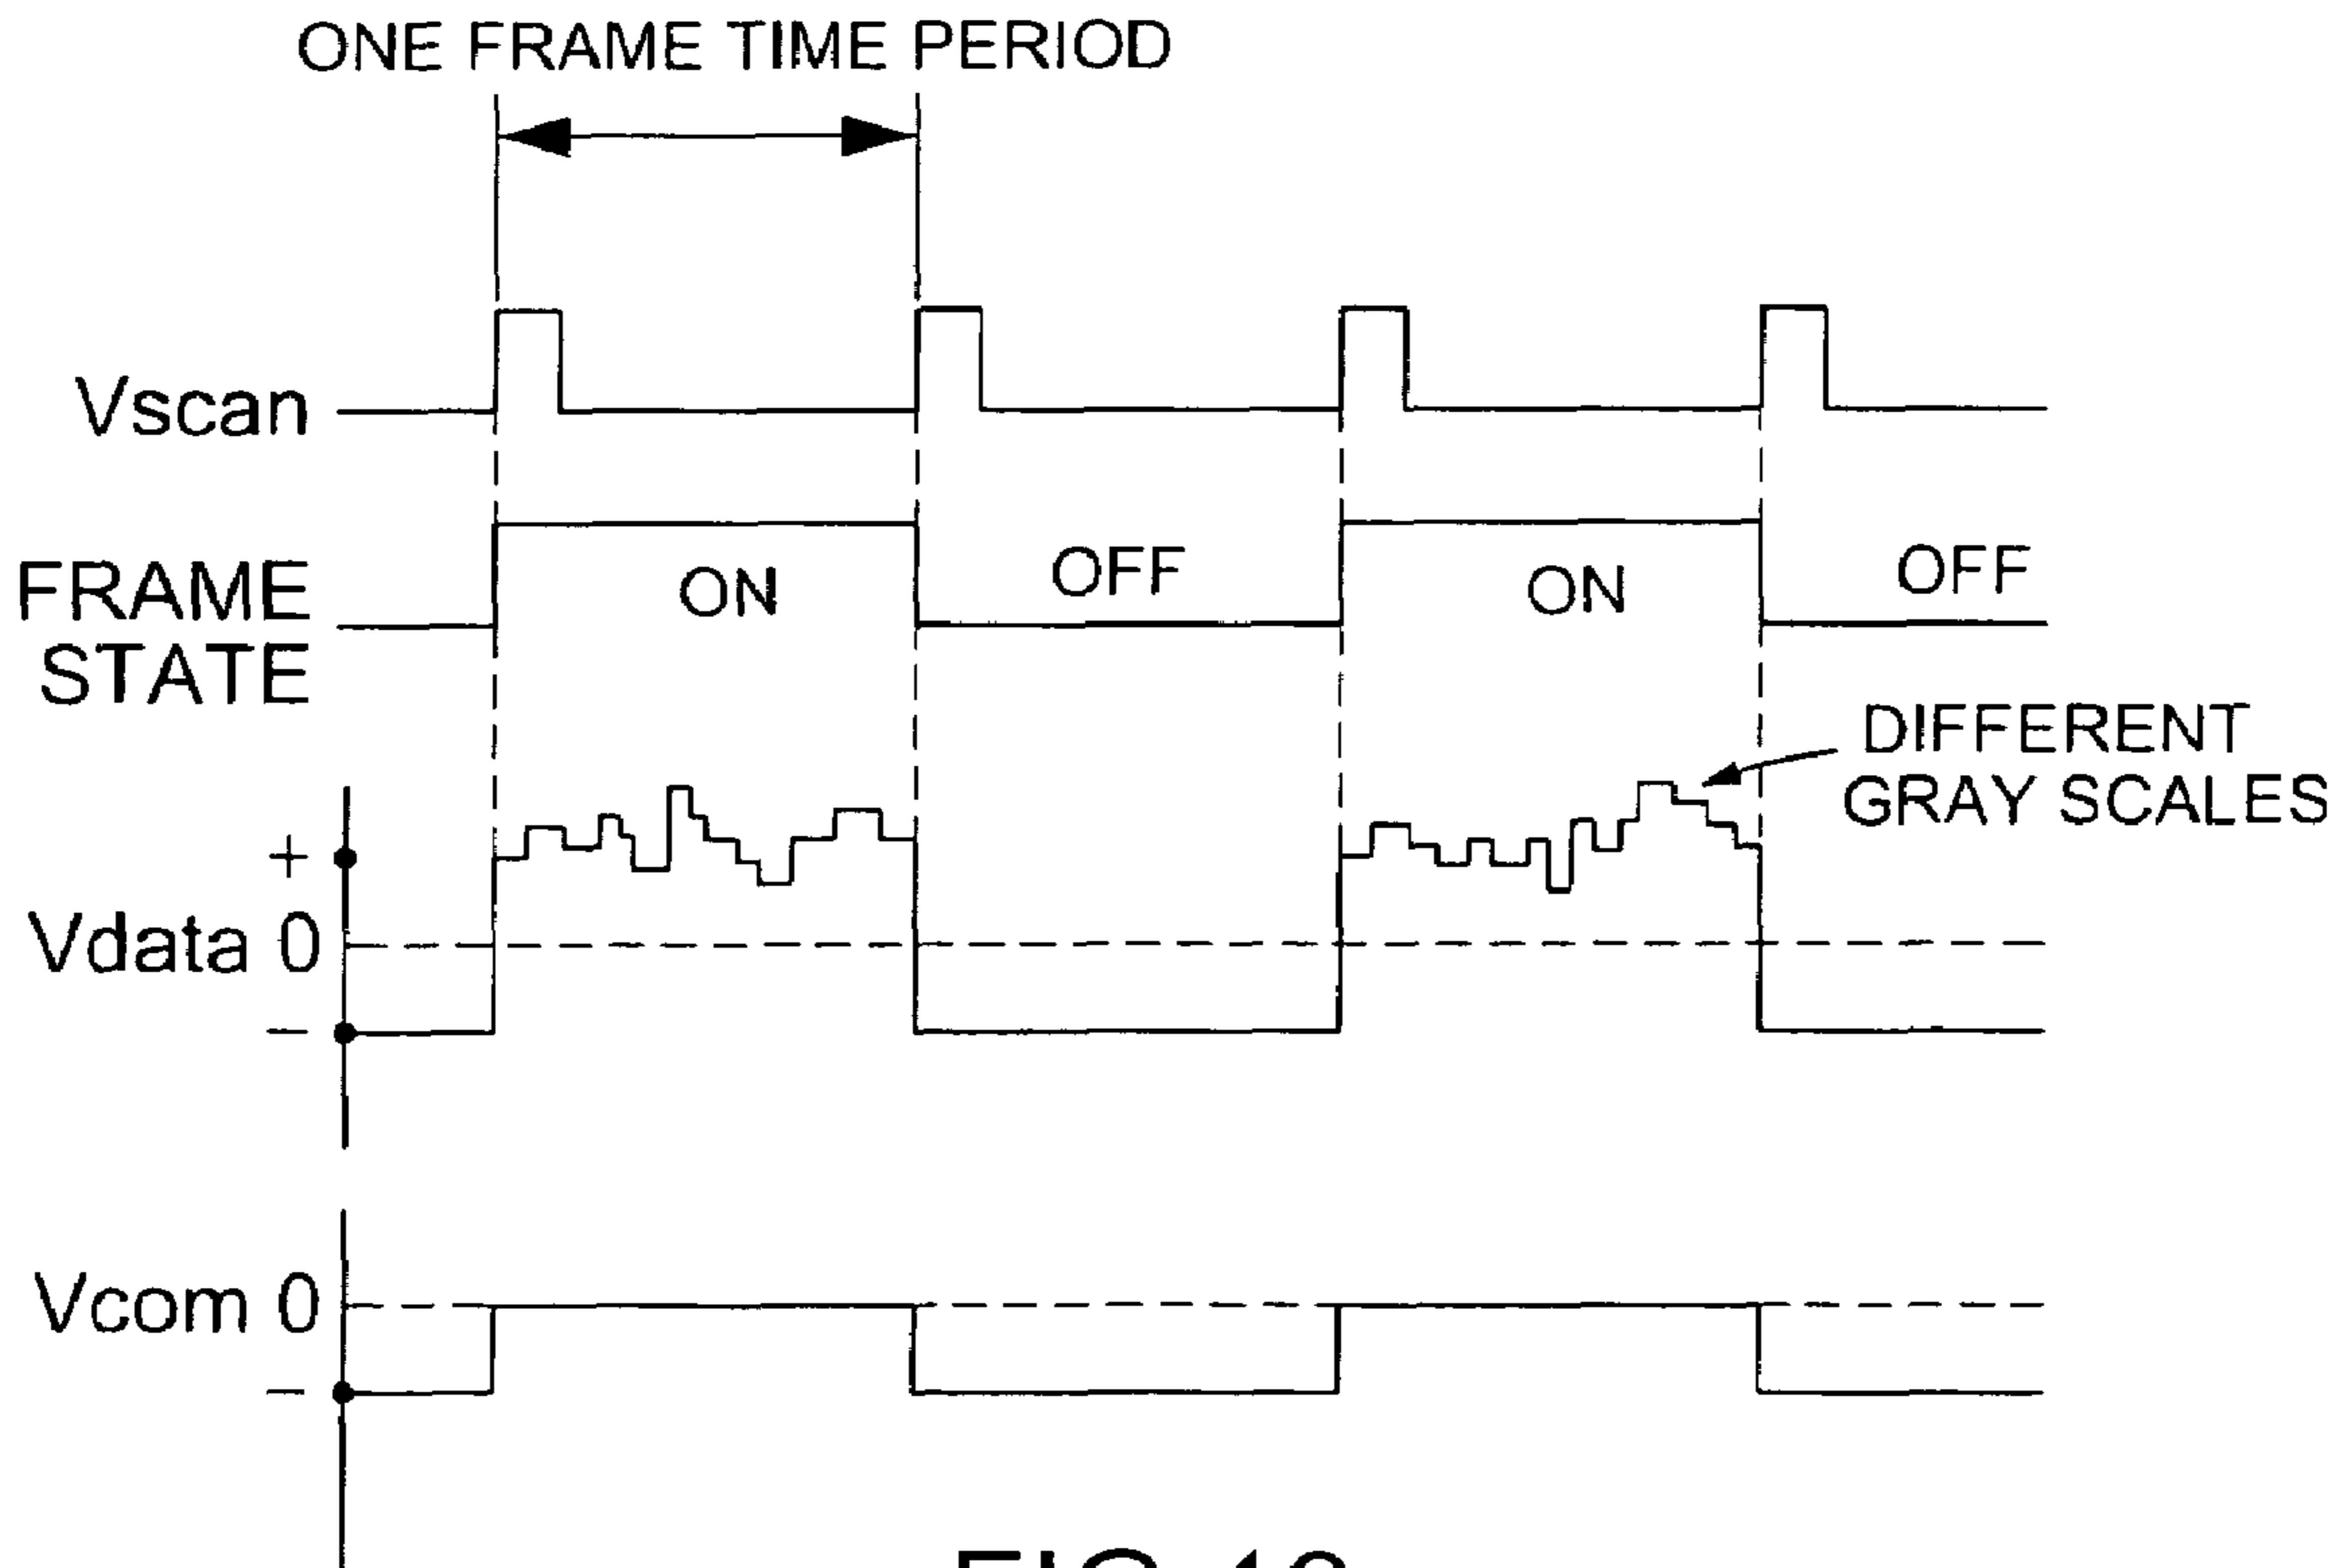 ONE FRAME TIME PERIOD
Vscan
FRAME
STATE
ON
OFF
ON
OFF
DIFFERENT
GRAY SCALES
+
Vdata 0
−
Vcom 0
−